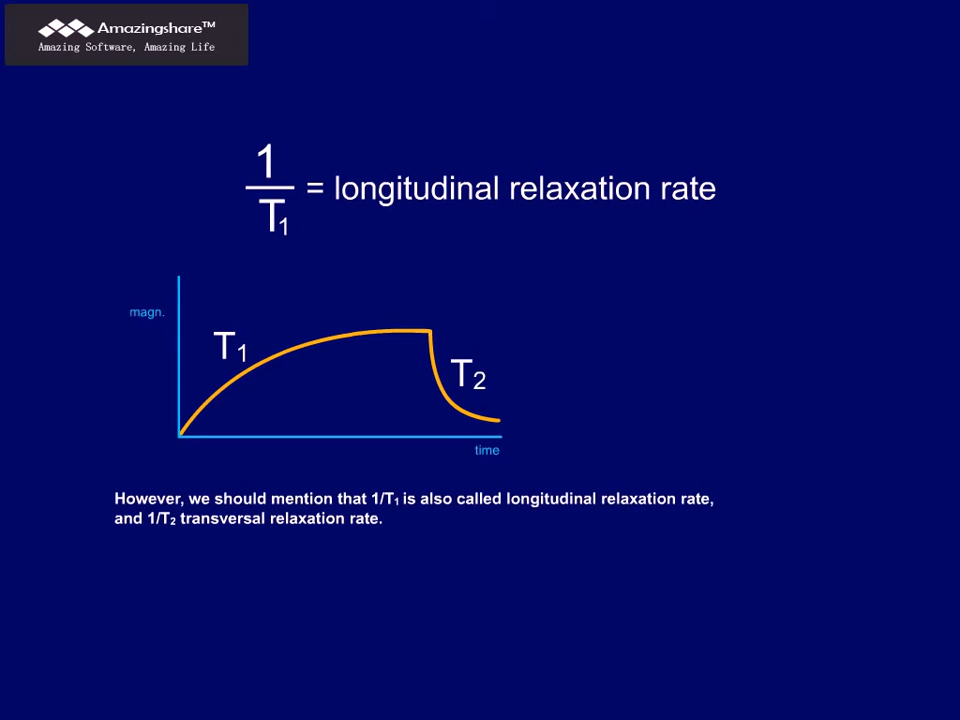 Amazingshare™
Amazing Software, Amazing Life
1
T1
= longitudinal relaxation rate
magn.
T1
T2
time
However, we should mention that 1/T1 is also called longitudinal relaxation rate,
and 1/T2 transversal relaxation rate.